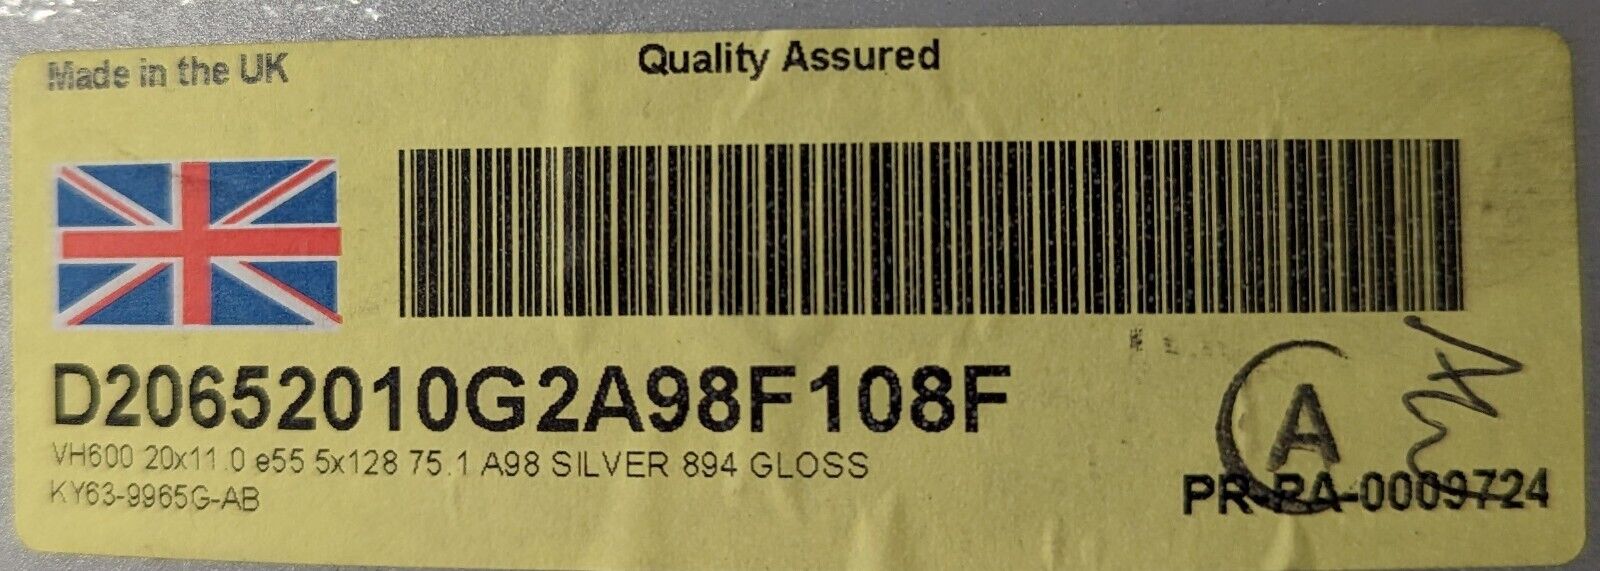 Made in the UK
Quality Assured
D20652010G2A98F108F
VH600 20x11.0 e55 5x128 75.1 A98 SILVER 894 GLOSS
KY63-9965G-AB
A
PR-PA-0009724